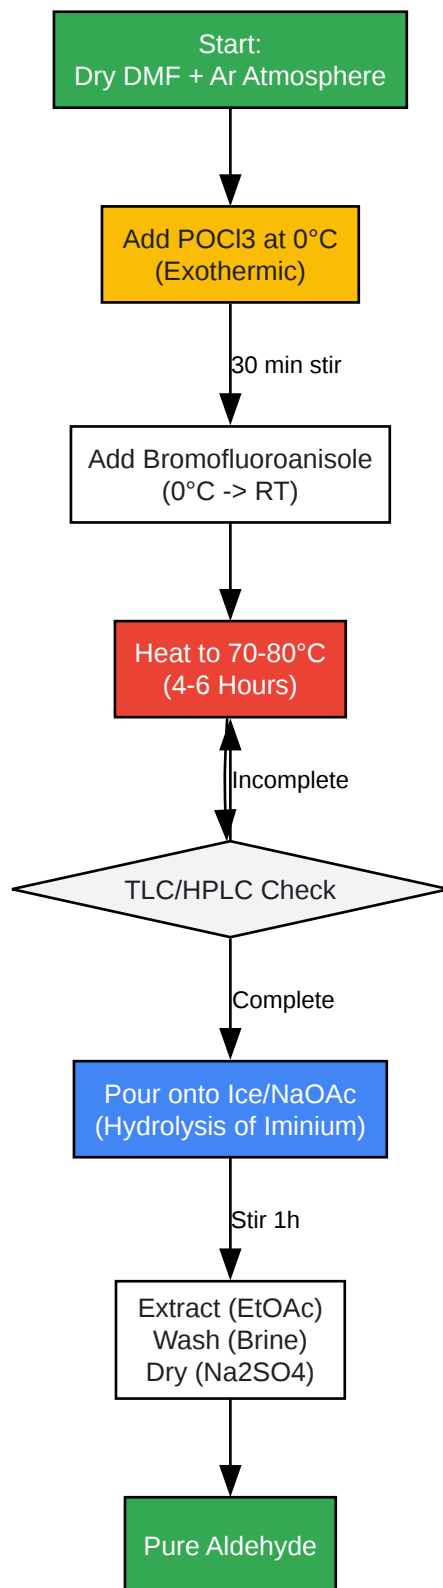 Start:
Dry DMF + Ar Atmosphere
Add POCl3 at 0°C
(Exothermic)
30 min stir
Add Bromofluoroanisole
(0°C -> RT)
Heat to 70-80°C
(4-6 Hours)
Incomplete
TLC/HPLC Check
Complete
Pour onto Ice/NaOAc
(Hydrolysis of Iminium)
Stir 1h
Extract (EtOAc)
Wash (Brine)
Dry (Na2SO4)
Pure Aldehyde